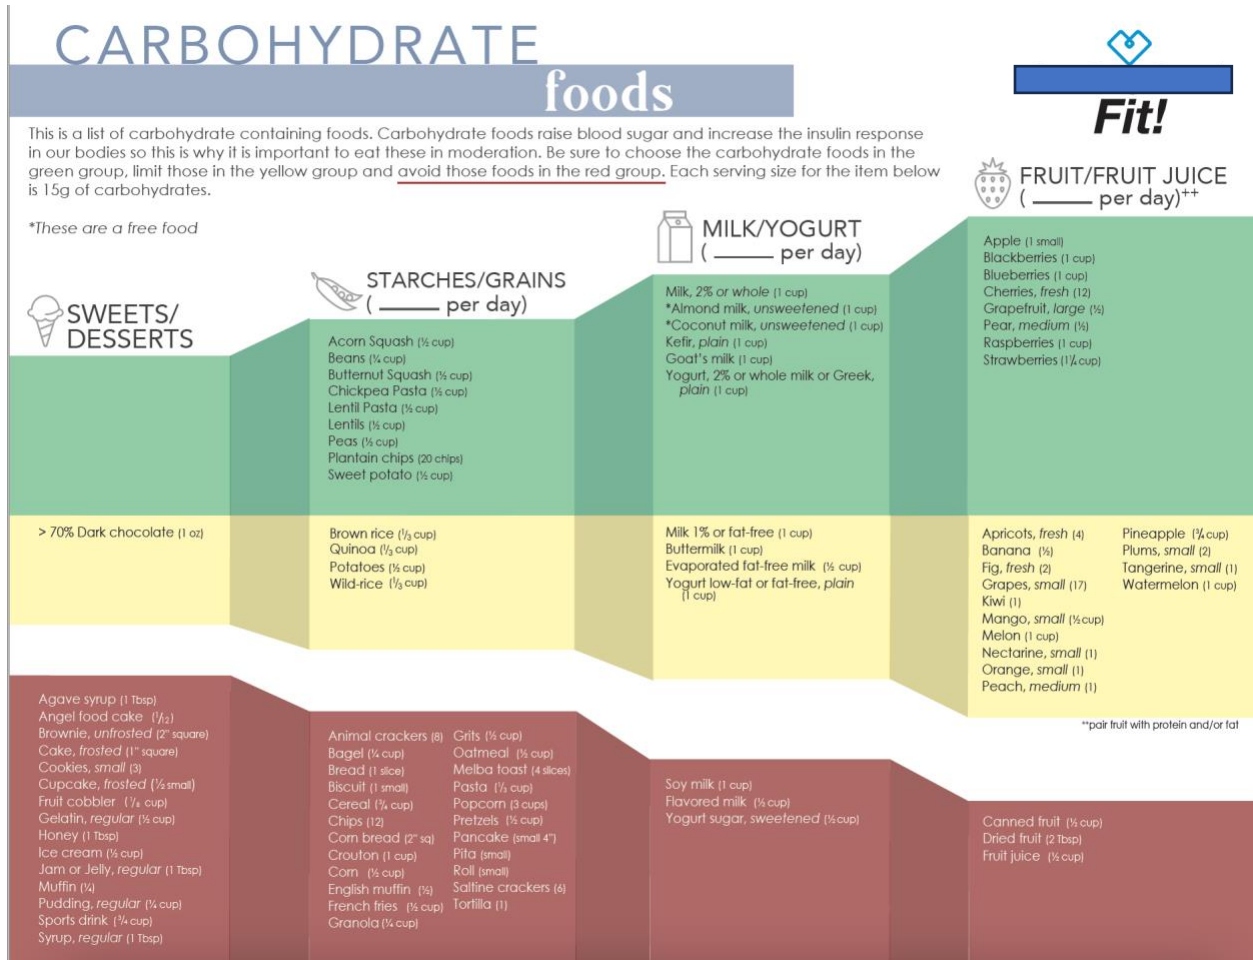 CARBOHYDRATE
foods
Fit!
This is a list of carbohydrate containing foods. Carbohydrate foods raise blood sugar and increase the insulin response
in our bodies so this is why it is important to eat these in moderation. Be sure to choose the carbohydrate foods in the
green group, limit those in the yellow group and avoid those foods in the red group. Each serving size for the item below
is 15g of carbohydrates.
*These are a free food
SWEETS/
DESSERTS
> 70% Dark chocolate (1 oz)
Agave syrup (1 Tbsp)
Angel food cake (1/12)
Brownie, unfrosted (2" square)
Cake, frosted (1" square)
Cookies, small (3)
Cupcake, frosted (½ small)
Fruit cobbler cup)
Gelatin, regular (½ cup)
Honey (1 Tbsp)
Ice cream (½ cup)
Jam or Jelly, regular (1 Tbsp)
Muffin (¼)
Pudding, regular (¼ cup)
Sports drink (¾ cup)
Syrup, regular (1 Tbsp)
STARCHES/GRAINS
( _____ per day)
Acorn Squash (½ cup)
Beans (¼ cup)
Butternut Squash (½ cup)
Chickpea Pasta (½ cup)
Lentil Pasta (½ cup)
Lentils (½ cup)
Peas (½ cup)
Plantain chips (20 chips)
Sweet potato (½ cup)
Brown rice (⅓ cup)
Quinoa (⅓ cup)
Potatoes (½ cup)
Wild-rice (⅓ cup)
Animal crackers (8)
Bagel (¼ cup)
Bread (1 slice)
Biscuit (1 small)
Cereal (¾ cup)
Chips (12)
Corn bread (2" sq)
Crouton (1 cup)
Corn (½ cup)
English muffin (½)
French fries (½ cup)
Granola (¼ cup)
Grits (½ cup)
Oatmeal (½ cup)
Melba toast (4 slices)
Pasta (⅓ cup)
Popcorn (3 cups)
Pretzels (½ cup)
Pancake (small 4")
Pita (small)
Roll (small)
Saltine crackers (6)
Tortilla (1)
MILK/YOGURT
( _____ per day)
Milk, 2% or whole (1 cup)
*Almond milk, unsweetened (1 cup)
*Coconut milk, unsweetened (1 cup)
Kefir, plain (1 cup)
Goat's milk (1 cup)
Yogurt, 2% or whole milk or Greek,
plain (1 cup)
Milk 1% or fat-free (1 cup)
Buttermilk (1 cup)
Evaporated fat-free milk (½ cup)
Yogurt low-fat or fat-free, plain
(1 cup)
Soy milk (1 cup)
Flavored milk (½ cup)
Yogurt sugar, sweetened (½cup)
FRUIT/FRUIT JUICE
( _____ per day)++
Apple (1 small)
Blackberries (1 cup)
Blueberries (1 cup)
Cherries, fresh (12)
Grapefruit, large (½)
Pear, medium (½)
Raspberries (1 cup)
Strawberries (1¼ cup)
Apricots, fresh (4)
Banana (½)
Fig, fresh (2)
Grapes, small (17)
Kiwi (1)
Mango, small (½cup)
Melon (1 cup)
Nectarine, small (1)
Orange, small (1)
Peach, medium (1)
Pineapple (¾ cup)
Plums, small (2)
Tangerine, small (1)
Watermelon (1 cup)
++pair fruit with protein and/or fat
Canned fruit (½ cup)
Dried fruit (2 Tbsp)
Fruit juice (½ cup)